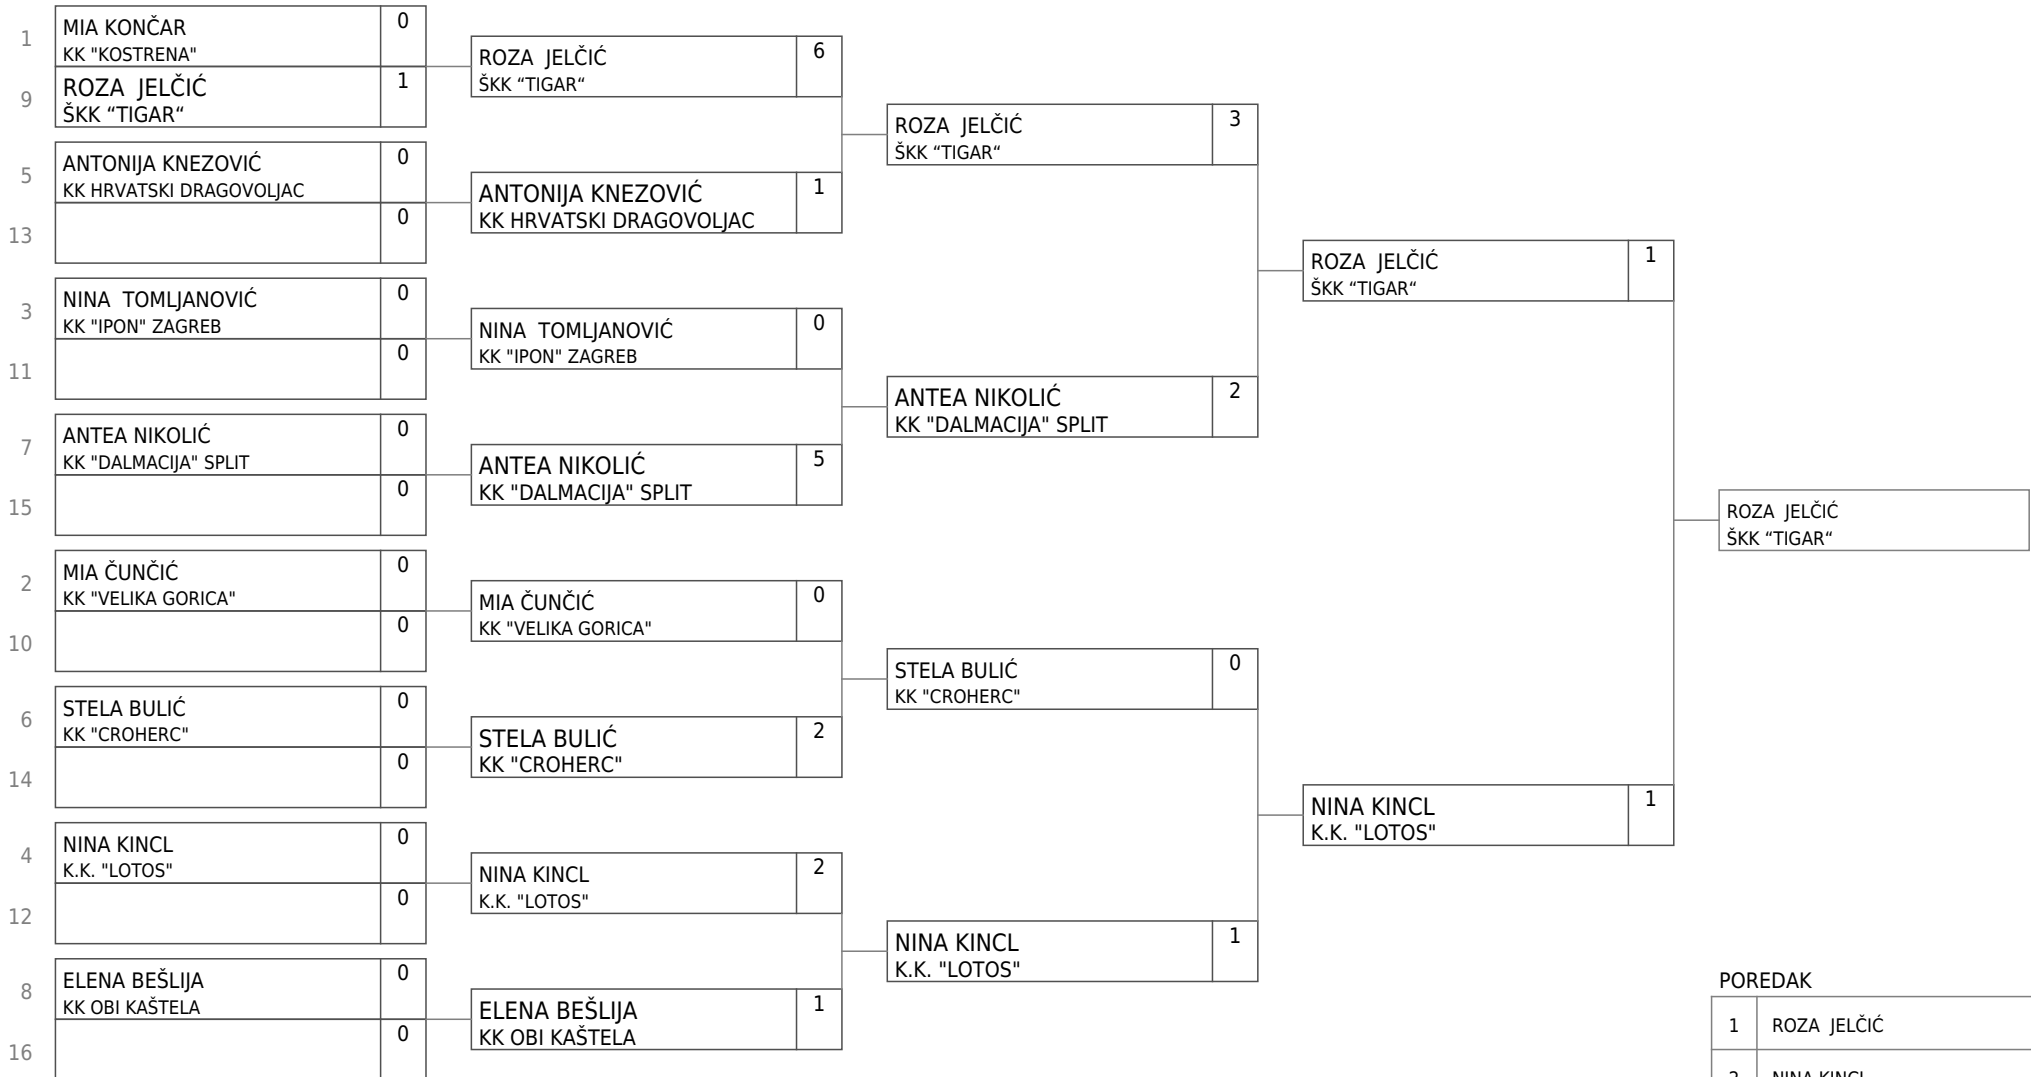 1
MIA KONČAR
0
KK "KOSTRENA"
9
ROZA  JELČIĆ
1
ŠKK “TIGAR“
5
ANTONIJA KNEZOVIĆ
0
KK HRVATSKI DRAGOVOLJAC
13
0
3
NINA  TOMLJANOVIĆ
0
KK "IPON" ZAGREB
11
0
7
ANTEA NIKOLIĆ
0
KK "DALMACIJA" SPLIT
15
0
2
MIA ČUNČIĆ
0
KK "VELIKA GORICA"
10
0
6
STELA BULIĆ
0
KK "CROHERC"
14
0
4
NINA KINCL
0
K.K. "LOTOS"
12
0
8
ELENA BEŠLIJA
0
KK OBI KAŠTELA
16
0
ROZA  JELČIĆ
6
ŠKK “TIGAR“
ANTONIJA KNEZOVIĆ
1
KK HRVATSKI DRAGOVOLJAC
NINA  TOMLJANOVIĆ
0
KK "IPON" ZAGREB
ANTEA NIKOLIĆ
5
KK "DALMACIJA" SPLIT
MIA ČUNČIĆ
0
KK "VELIKA GORICA"
STELA BULIĆ
2
KK "CROHERC"
NINA KINCL
2
K.K. "LOTOS"
ELENA BEŠLIJA
1
KK OBI KAŠTELA
ROZA  JELČIĆ
3
ŠKK “TIGAR“
ANTEA NIKOLIĆ
2
KK "DALMACIJA" SPLIT
STELA BULIĆ
0
KK "CROHERC"
NINA KINCL
1
K.K. "LOTOS"
ROZA  JELČIĆ
1
ŠKK “TIGAR“
NINA KINCL
1
K.K. "LOTOS"
ROZA  JELČIĆ
ŠKK “TIGAR“
POREDAK
1 ROZA  JELČIĆ
2 NINA KINCL